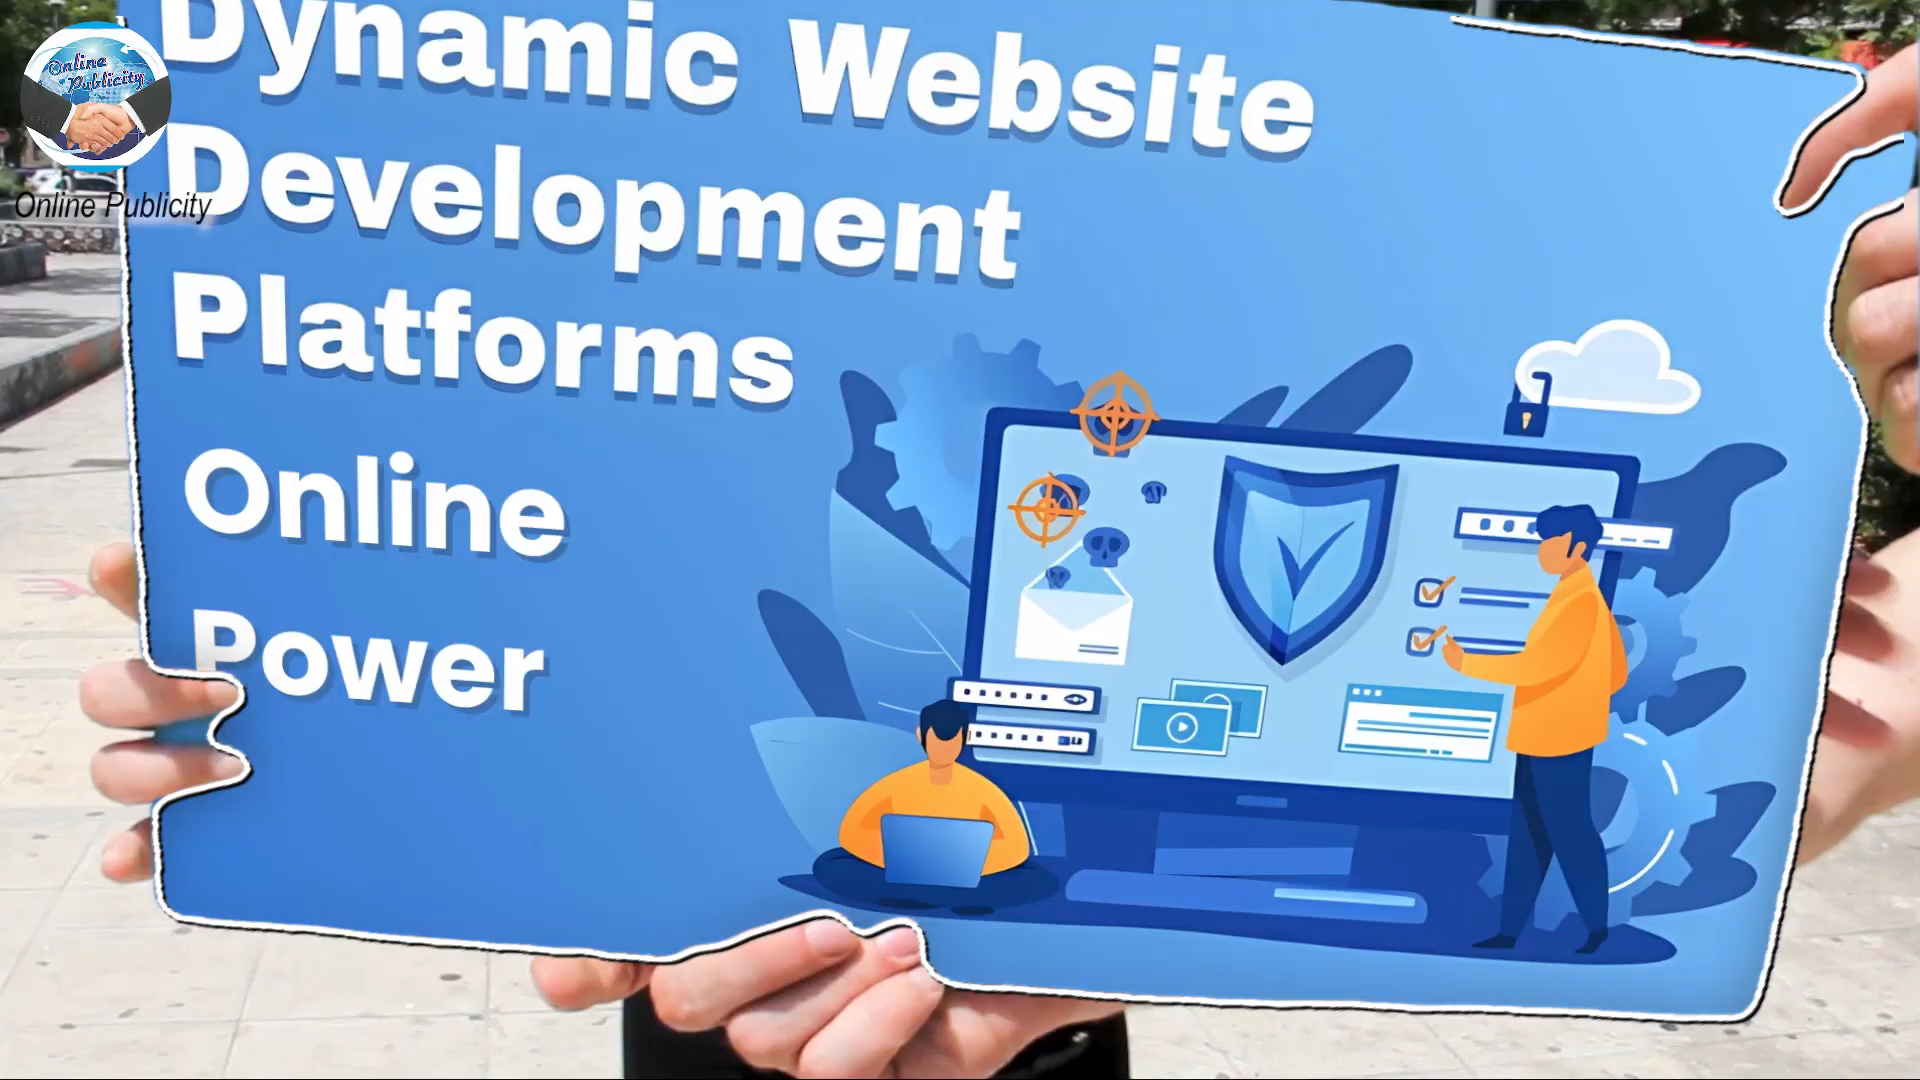 Online
Publicity
Online Publicity
Dynamic Website
Development
Platforms
Online
Power